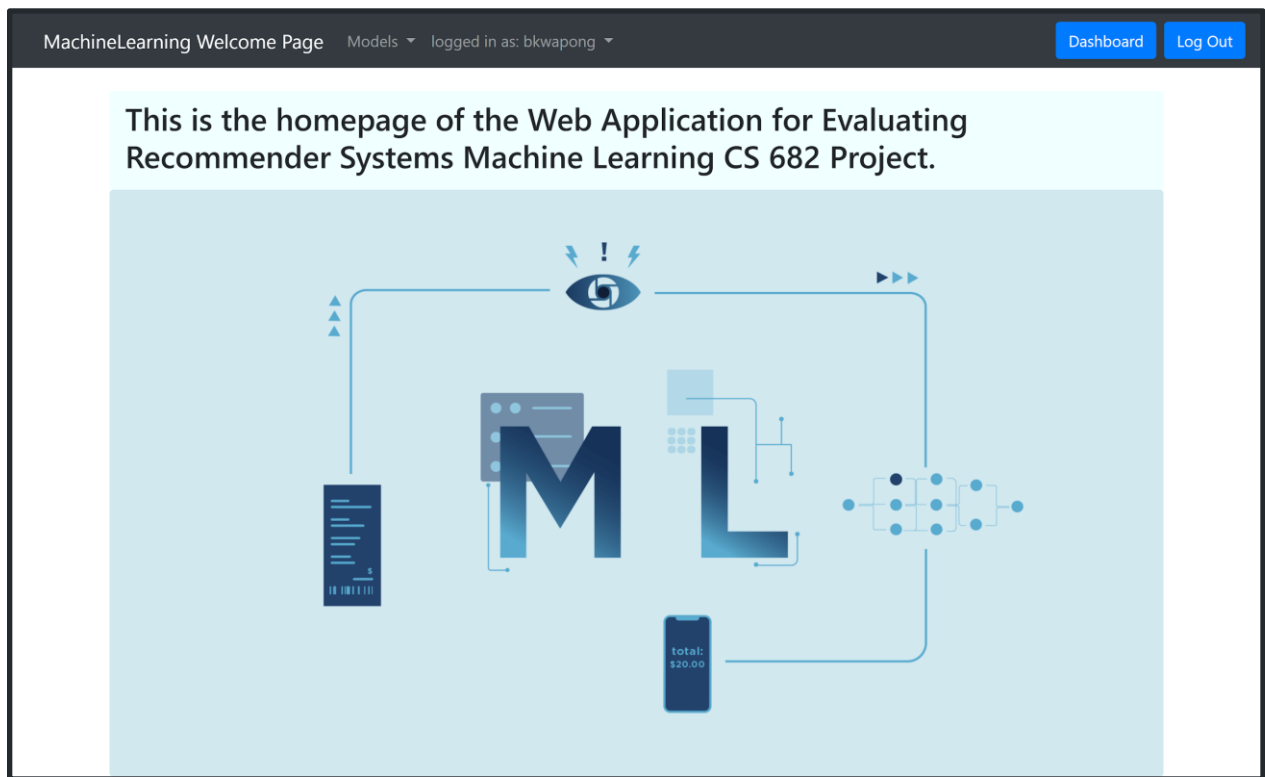 MachineLearning Welcome Page Models logged in as: bkwapong Dashboard Log Out
This is the homepage of the Web Application for Evaluating
Recommender Systems Machine Learning CS 682 Project.
!
M L
$
total:
$20.00